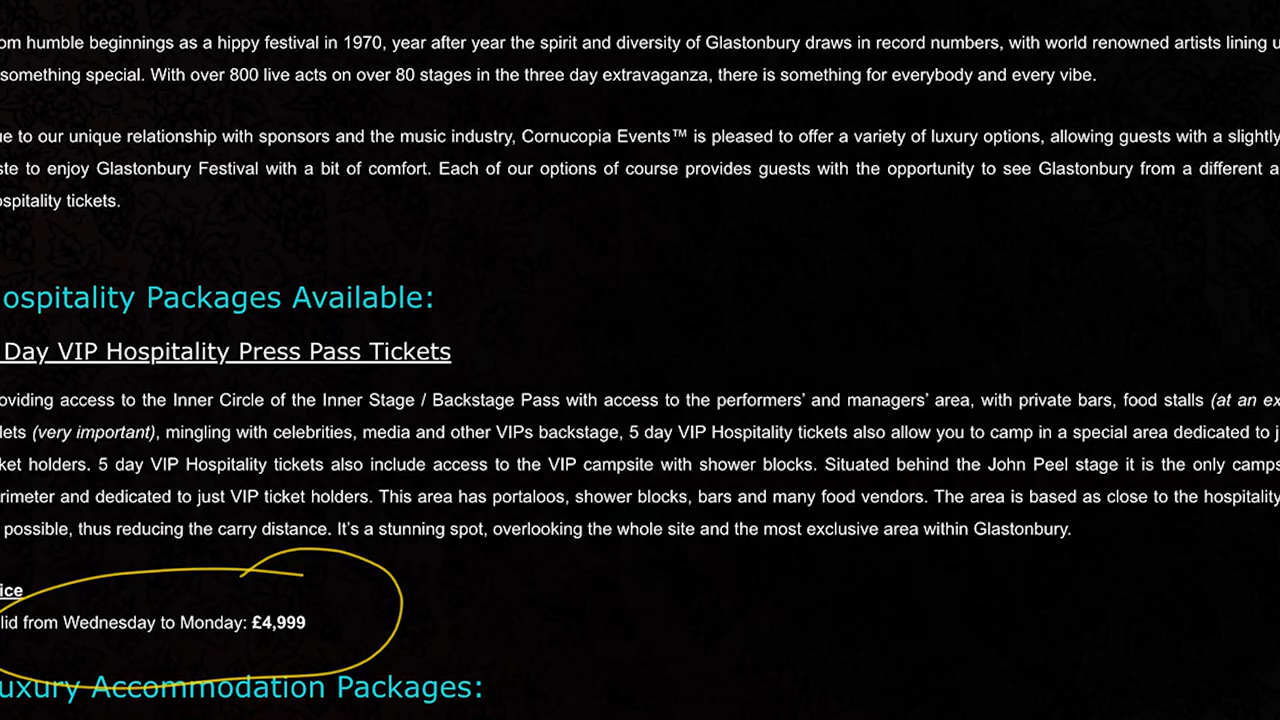 om humble beginnings as a hippy festival in 1970, year after year the spirit and diversity of Glastonbury draws in record numbers, with world renowned artists lining u
something special. With over 800 live acts on over 80 stages in the three day extravaganza, there is something for everybody and every vibe.
ue to our unique relationship with sponsors and the music industry, Cornucopia Events™ is pleased to offer a variety of luxury options, allowing guests with a slightly
ste to enjoy Glastonbury Festival with a bit of comfort. Each of our options of course provides guests with the opportunity to see Glastonbury from a different a
ospitality tickets.
ospitality Packages Available:
Day VIP Hospitality Press Pass Tickets
oviding access to the Inner Circle of the Inner Stage / Backstage Pass with access to the performers’ and managers’ area, with private bars, food stalls (at an ex
lets (very important), mingling with celebrities, media and other VIPs backstage, 5 day VIP Hospitality tickets also allow you to camp in a special area dedicated to j
ket holders. 5 day VIP Hospitality tickets also include access to the VIP campsite with shower blocks. Situated behind the John Peel stage it is the only camps
rimeter and dedicated to just VIP ticket holders. This area has portaloos, shower blocks, bars and many food vendors. The area is based as close to the hospitality
possible, thus reducing the carry distance. It’s a stunning spot, overlooking the whole site and the most exclusive area within Glastonbury.
ice
lid from Wednesday to Monday: £4,999
uxury Accommodation Packages: